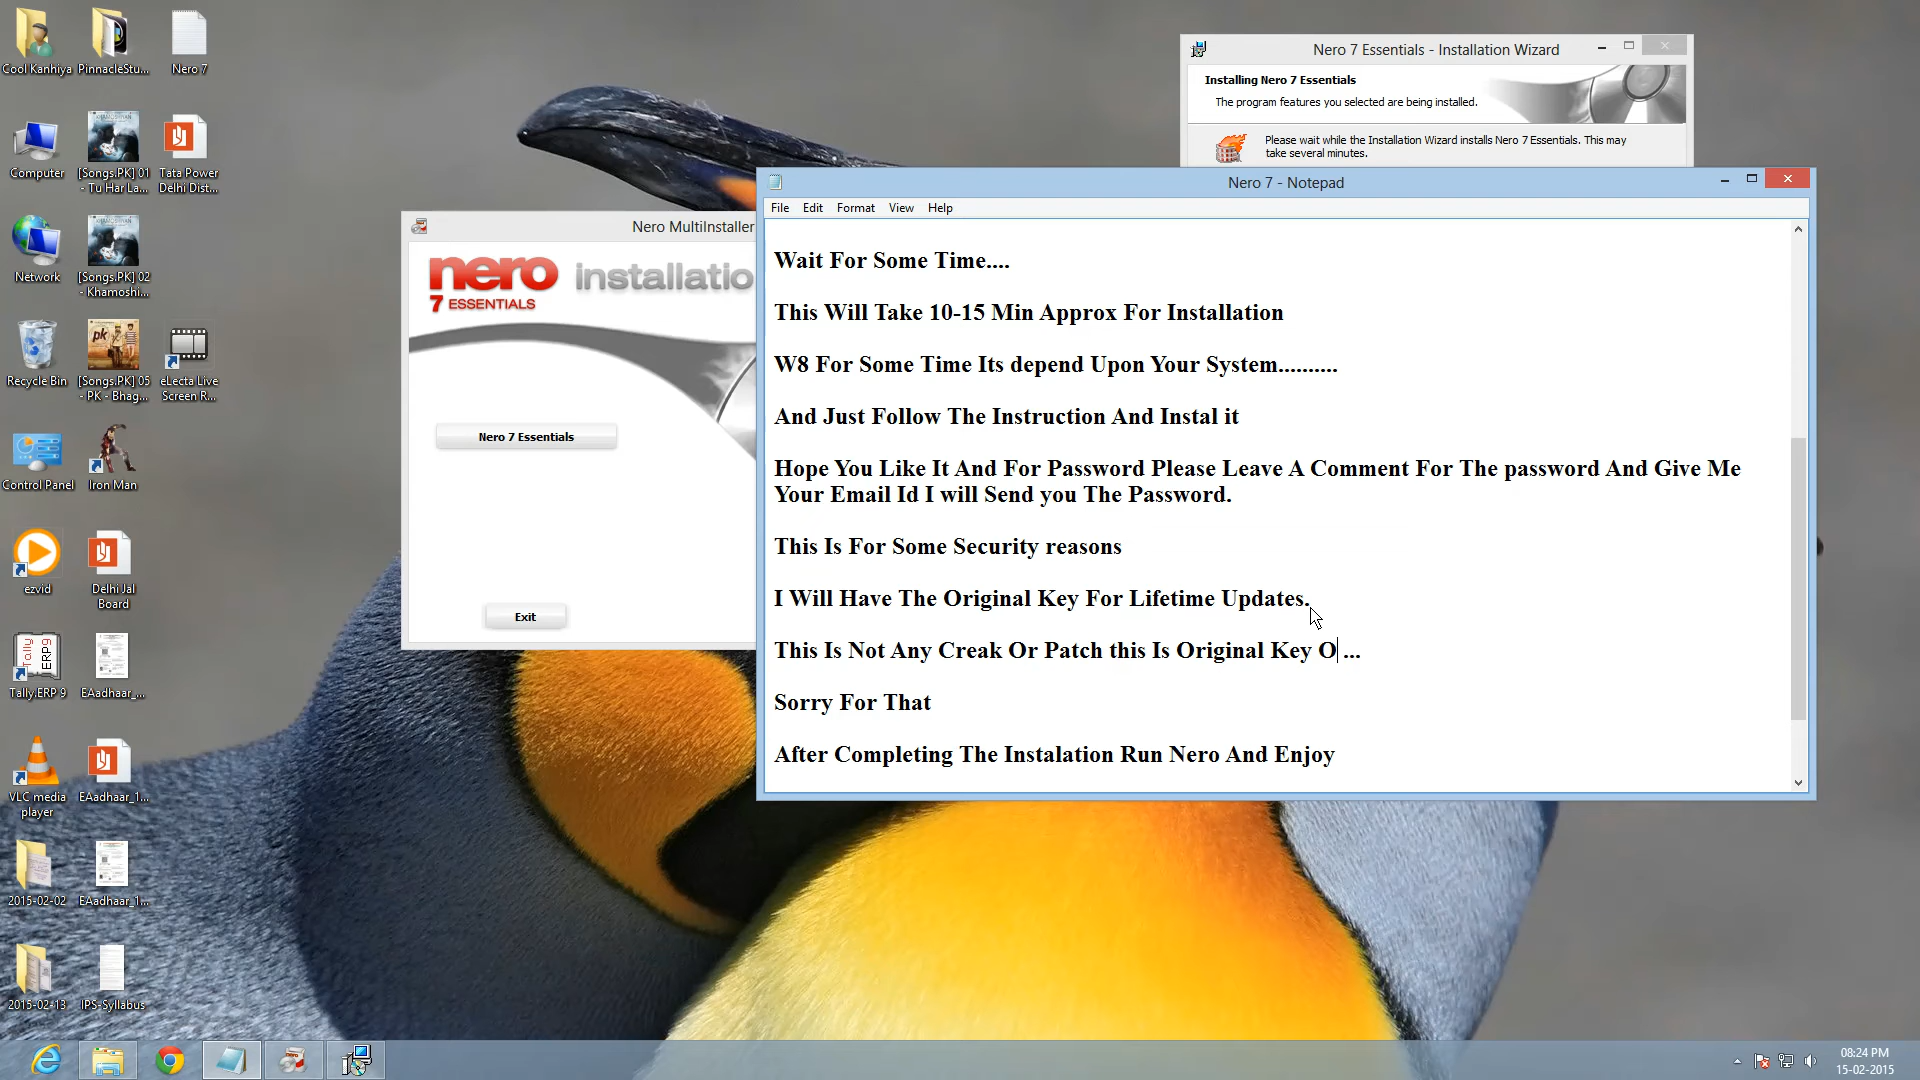 Cool Kanhiya
PinnacleStu...
Nero 7
Computer
[Songs.PK] 01
- Tu Har La...
Tata Power
Delhi Dist...
Network
[Songs.PK] 02
- Khamoshi...
Recycle Bin
[Songs.PK] 05
- PK - Bhag...
eLecta Live
Screen R...
Control Panel
Iron Man
ezvid
Delhi Jal
Board
Tally.ERP 9
EAadhaar_...
VLC media
player
EAadhaar_1...
2015-02-02
EAadhaar_1...
2015-02-13
IPS-Syllabus
Nero 7 Essentials - Installation Wizard
Installing Nero 7 Essentials
The program features you selected are being installed.
Please wait while the Installation Wizard installs Nero 7 Essentials. This may
take several minutes.
Nero MultiInstaller
nero installatio
7 ESSENTIALS
Nero 7 Essentials
Exit
Nero 7 - Notepad
File Edit Format View Help
Wait For Some Time....
This Will Take 10-15 Min Approx For Installation
W8 For Some Time Its depend Upon Your System..........
And Just Follow The Instruction And Instal it
Hope You Like It And For Password Please Leave A Comment For The password And Give Me
Your Email Id I will Send you The Password.
This Is For Some Security reasons
I Will Have The Original Key For Lifetime Updates.
This Is Not Any Creak Or Patch this Is Original Key O ...
Sorry For That
After Completing The Instalation Run Nero And Enjoy
08:24 PM
15-02-2015